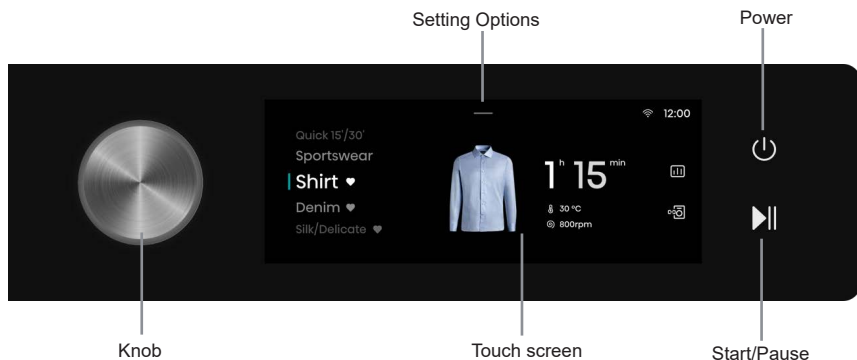 Setting Options
Power
12:00
Quick 15'/30'
Sportswear
Shirt
Denim
Silk/Delicate
1 h 15 min
30 °C
800rpm
Knob
Touch screen
Start/Pause